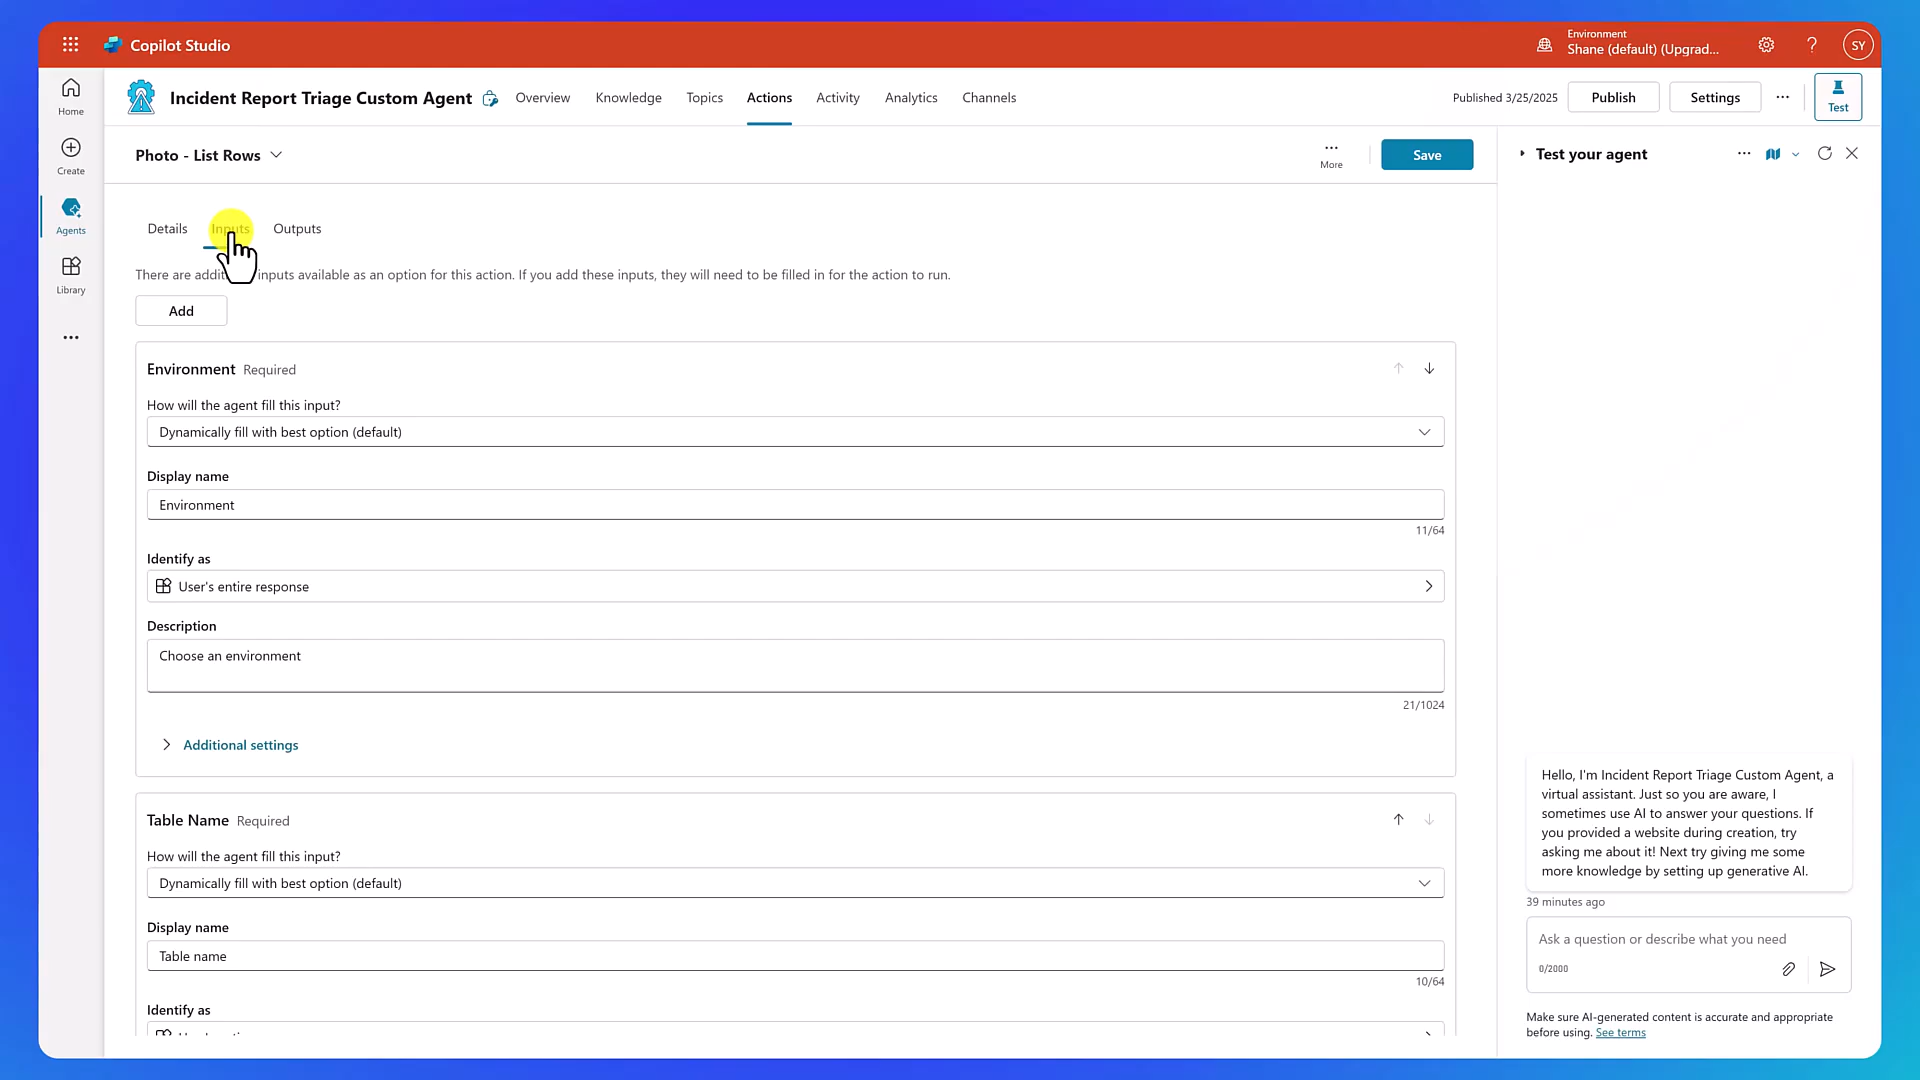 Copilot Studio
Environment
Shane (default) (Upgrad...
SY
Home
Create
Agents
Library
Incident Report Triage Custom Agent
Overview
Knowledge
Topics
Actions
Activity
Analytics
Channels
Published 3/25/2025
Publish
Settings
Test
Photo - List Rows
More
Save
Details
Inputs
Outputs
There are inputs available as an option for this action. If you add these inputs, they will need to be filled in for the action to run.
Add
Environment Required
How will the agent fill this input?
Dynamically fill with best option (default)
Display name
Environment
11/64
Identify as
User's entire response
Description
Choose an environment
21/1024
Additional settings
Table Name Required
How will the agent fill this input?
Dynamically fill with best option (default)
Display name
Table name
10/64
Identify as
Test your agent
Hello, I'm Incident Report Triage Custom Agent, a
virtual assistant. Just so you are aware, I
sometimes use AI to answer your questions. If
you provided a website during creation, try
asking me about it! Next try giving me some
more knowledge by setting up generative AI.
39 minutes ago
Ask a question or describe what you need
0/2000
Make sure AI-generated content is accurate and appropriate
before using. See terms